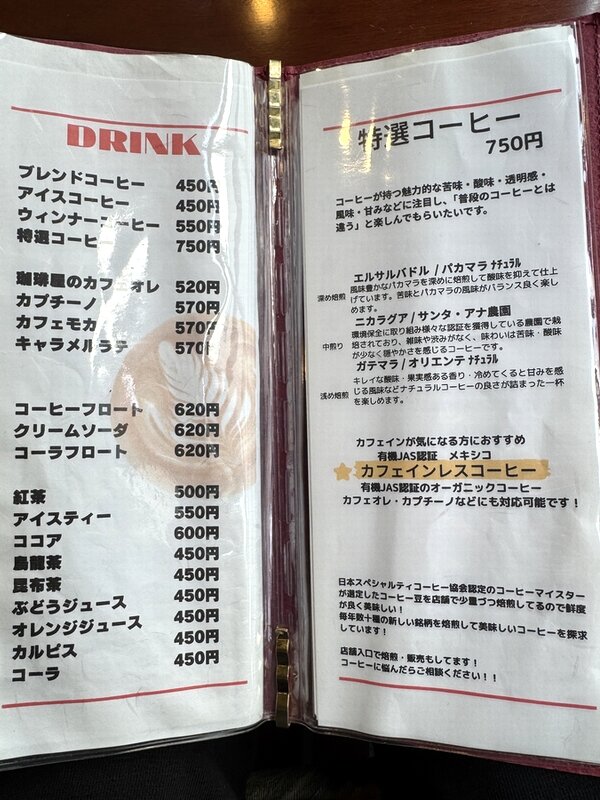 DRINK
ブレンドコーヒー 450円
アイスコーヒー 450円
ウィンナーコーヒー 550円
特選コーヒー 750円
珈琲屋のカフェオレ 520円
カプチーノ 570円
カフェモカ 570円
キャラメルラテ 570円
コーヒーフロート 620円
クリームソーダ 620円
コーラフロート 620円
紅茶 500円
アイスティー 550円
ココア 600円
烏龍茶 450円
昆布茶 450円
ぶどうジュース 450円
オレンジジュース 450円
カルピス 450円
コーラ 450円
特選コーヒー
750円
コーヒーが持つ魅力的な苦味・酸味・透明感・
風味・甘みなどに注目し、「普段のコーヒーとは
違う」と楽しんでもらいたいです。
エルサルバドル / パカマラ ﾅﾁｭﾗﾙ
風味豊かなパカマラを深めに焙煎して酸味を抑えて仕上
深め焙煎 げています。苦味とパカマラの風味がバランス良く楽し
めます。
ニカラグア / サンタ・アナ農園
環境保全に取り組み様々な認証を獲得している農園で栽
中煎り 培されており、雑味や渋みがなく、味わいは苦味・酸味
が少なく穏やかさを感じるコーヒーです。
ガテマラ / オリエンテ ﾅﾁｭﾗﾙ
キレイな酸味・果実感ある香り・冷めてくると甘みを感
浅め焙煎 じる風味などナチュラルコーヒーの良さが詰まった一杯
を楽しめます。
カフェインが気になる方におすすめ
有機JAS認証 メキシコ
カフェインレスコーヒー
有機JAS認証のオーガニックコーヒー
カフェオレ・カプチーノなどにも対応可能です！
日本スペシャルティコーヒー協会認定のコーヒーマイスター
が選定したコーヒー豆を店舗で少量づつ焙煎してるので鮮度
が良く美味しい！
毎年数十種の新しい銘柄を焙煎して美味しいコーヒーを探求
しています！
店舗入口で焙煎・販売もしてます！
コーヒーに悩んだらご相談ください！！